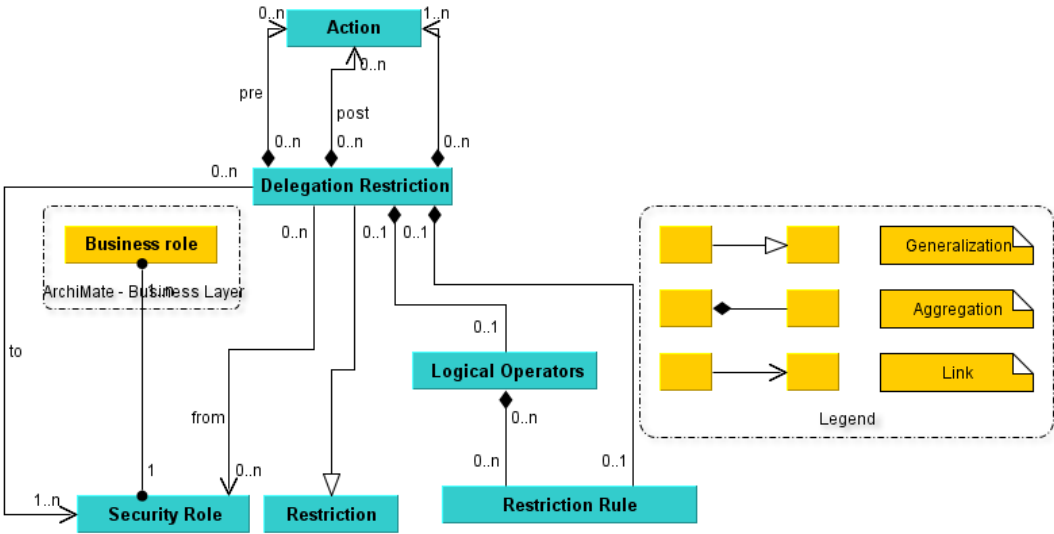 0..n
Action
1..n
0..n
pre
post
0..n
0..n
0..n
0..n
Delegation Restriction
0..n
0..1
0..1
Business role
ArchiMate - Business Layer
1..n
Generalization
Aggregation
Link
Legend
to
0..1
Logical Operators
from
0..n
0..n
0..1
1
0..n
1..n
Security Role
Restriction
Restriction Rule